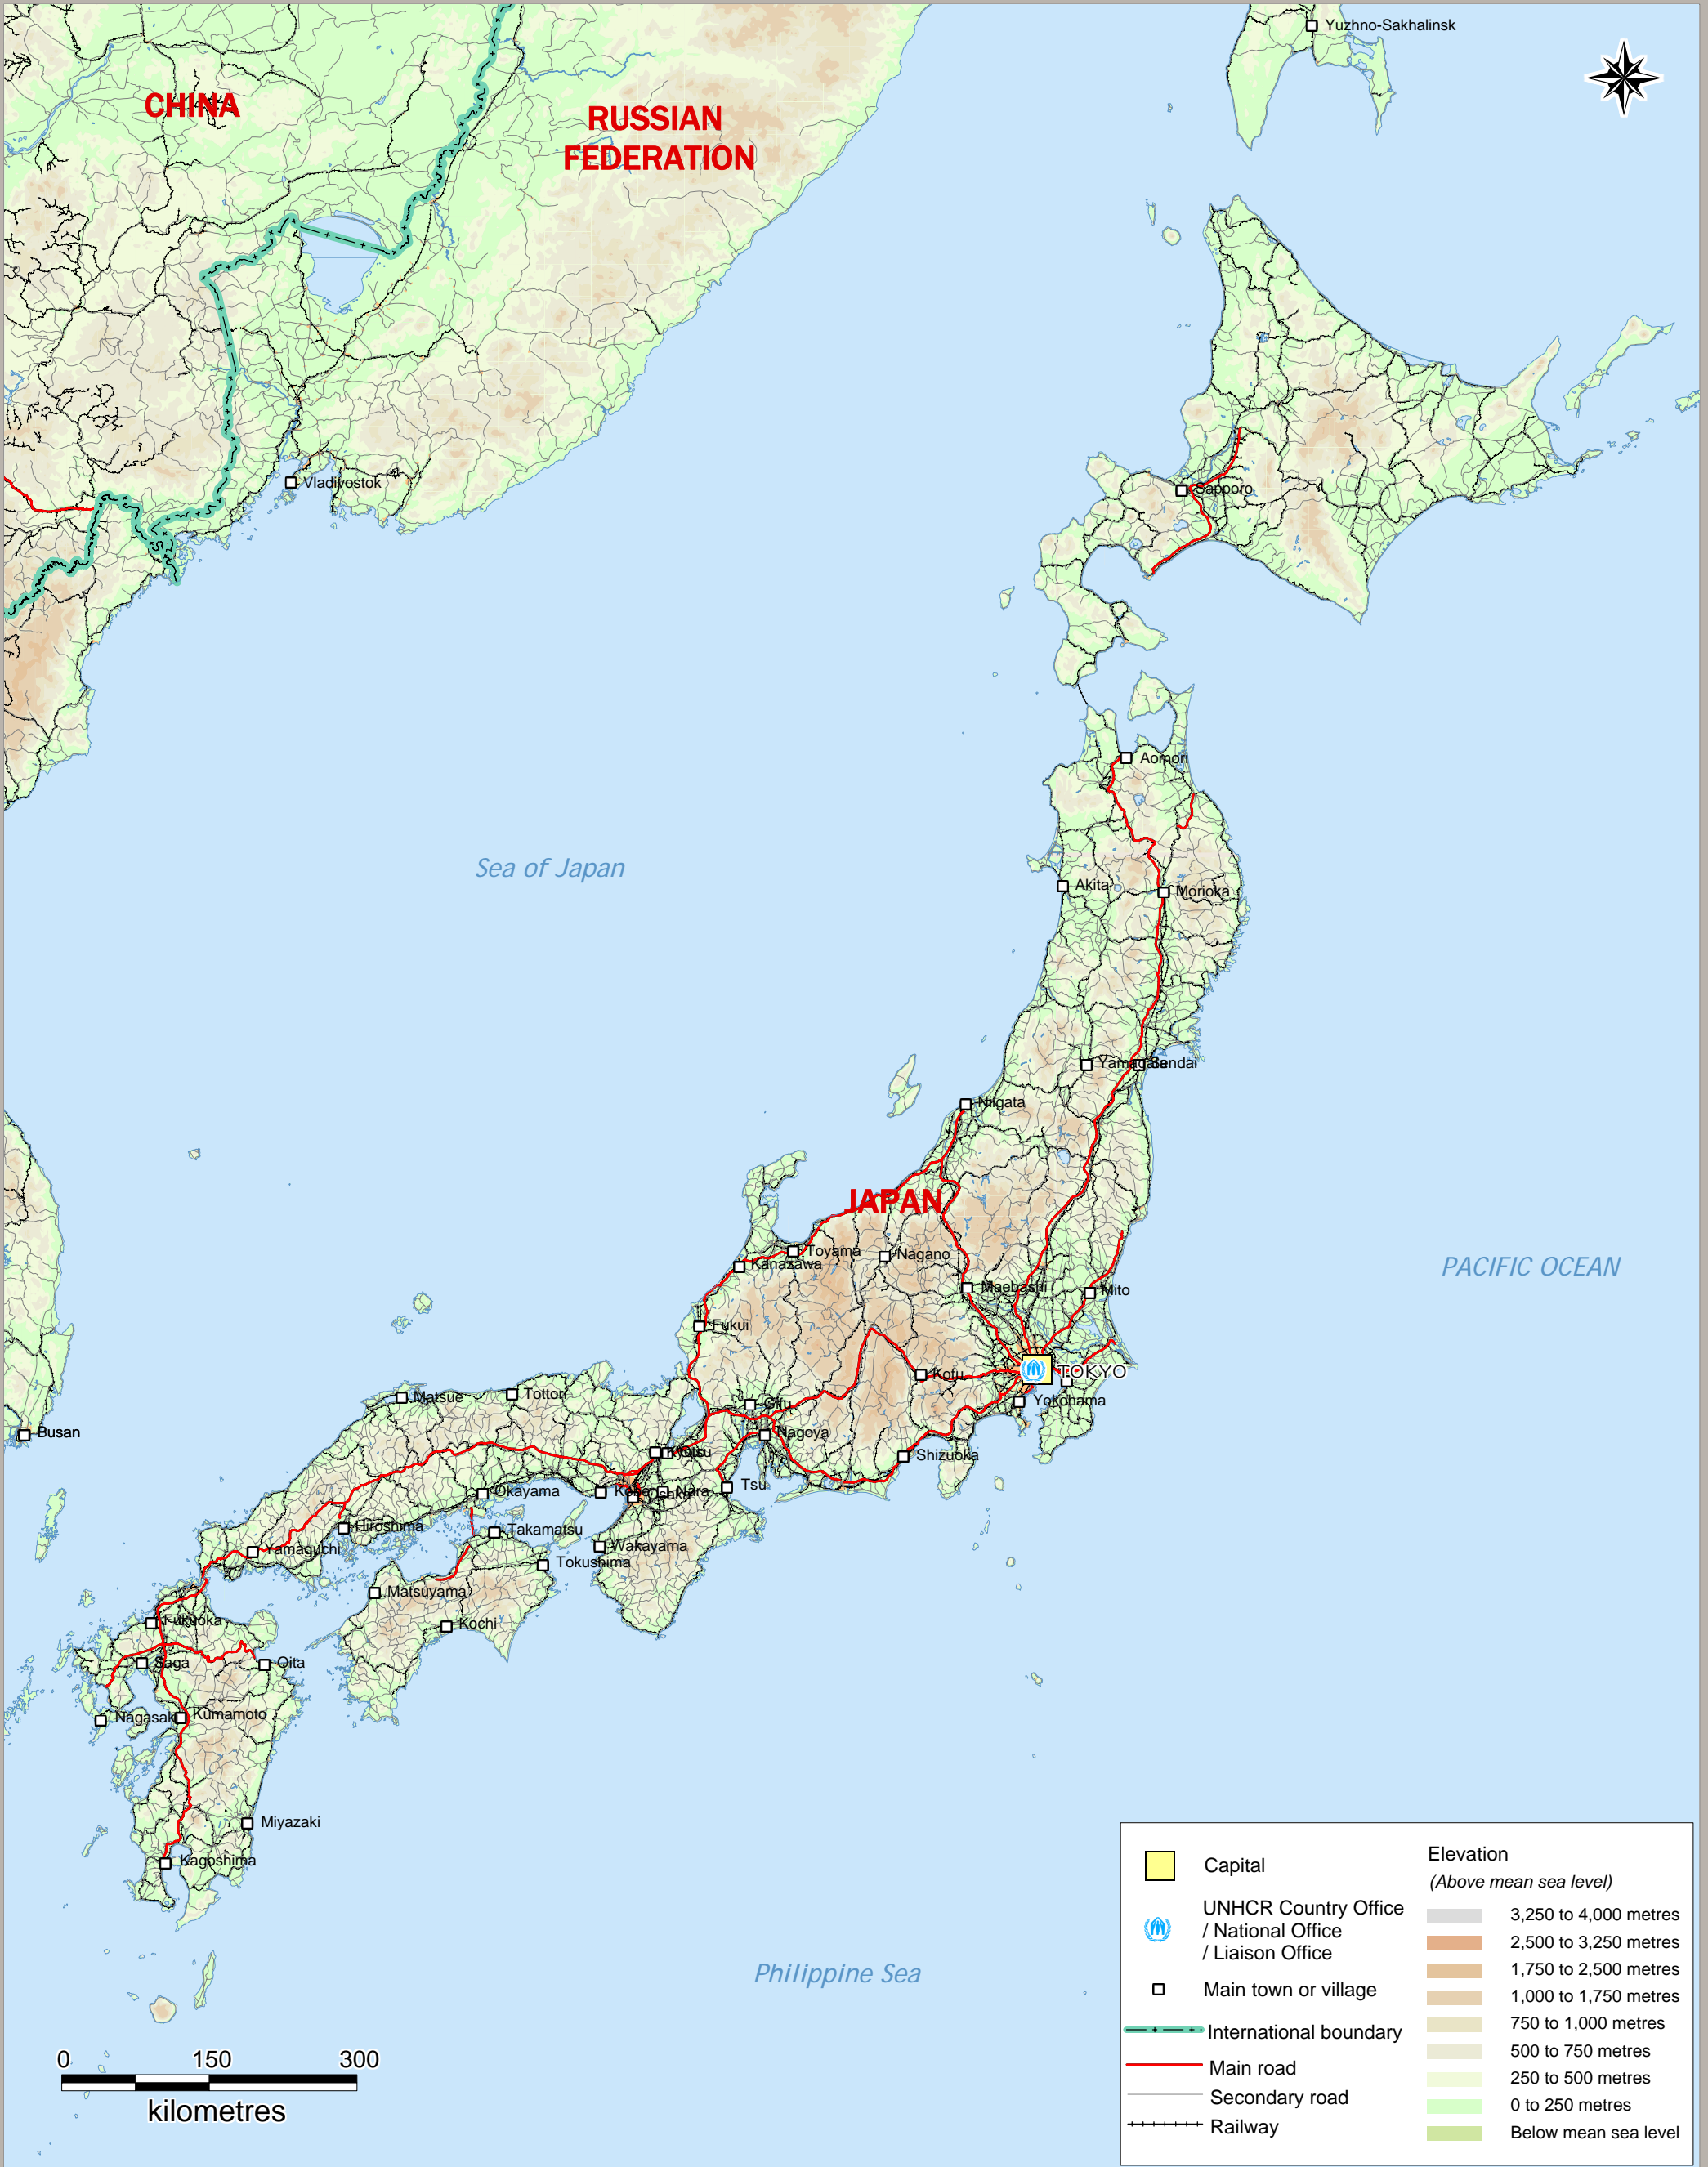 Yuzhno-Sakhalinsk
CHINA
RUSSIAN
FEDERATION
Vladivostok
Sapporo
Aomori
Sea of Japan
Akita
Morioka
Yamagata
Sendai
Niigata
JAPAN
Toyama
Nagano
Kanazawa
PACIFIC OCEAN
Maebashi
Mito
Fukui
TOKYO
Kofu
Matsue
Tottori
Gifu
Yokohama
Busan
Nagoya
Kyoto
Otsu
Shizuoka
Tsu
Okayama
Kobe
Osaka
Nara
Hiroshima
Takamatsu
Wakayama
Yamaguchi
Tokushima
Matsuyama
Fukuoka
Kochi
Saga
Oita
Nagasaki
Kumamoto
Miyazaki
Kagoshima
Philippine Sea
0 150 300
kilometres
Capital
UNHCR Country Office
/ National Office
/ Liaison Office
Main town or village
International boundary
Main road
Secondary road
Railway
Elevation
(Above mean sea level)
3,250 to 4,000 metres
2,500 to 3,250 metres
1,750 to 2,500 metres
1,000 to 1,750 metres
750 to 1,000 metres
500 to 750 metres
250 to 500 metres
0 to 250 metres
Below mean sea level